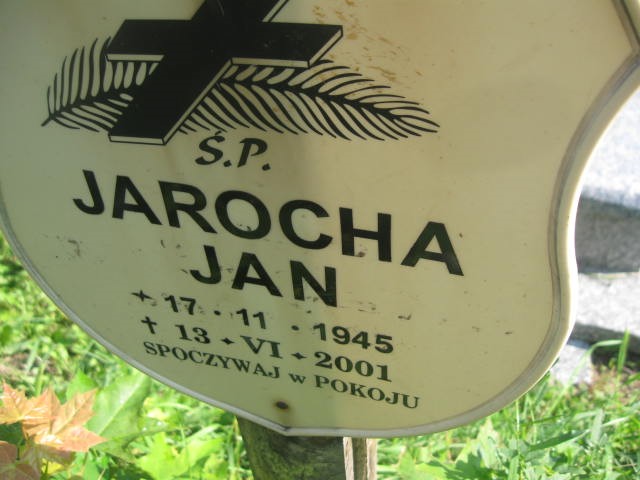 Ś.P.
JAROCHA
JAN
17 · 11 · 1945
✝ 13 ✦ VI ✦ 2001
SPOCZYWAJ w POKOJU